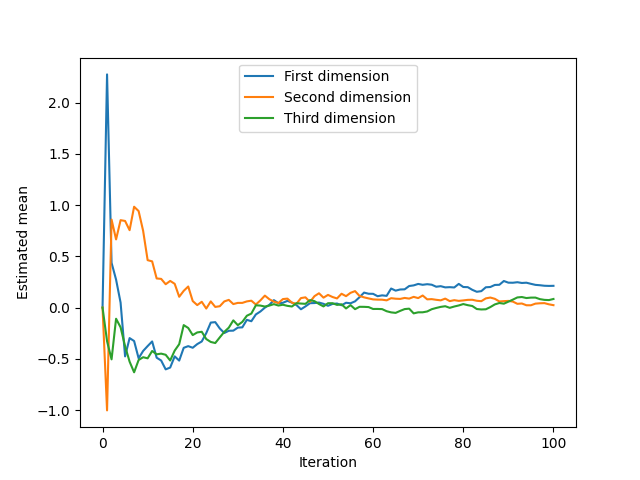 First dimension
Second dimension
Third dimension
Estimated mean
2.0
1.5
1.0
0.5
0.0
−0.5
−1.0
0 20 40 60 80 100
Iteration